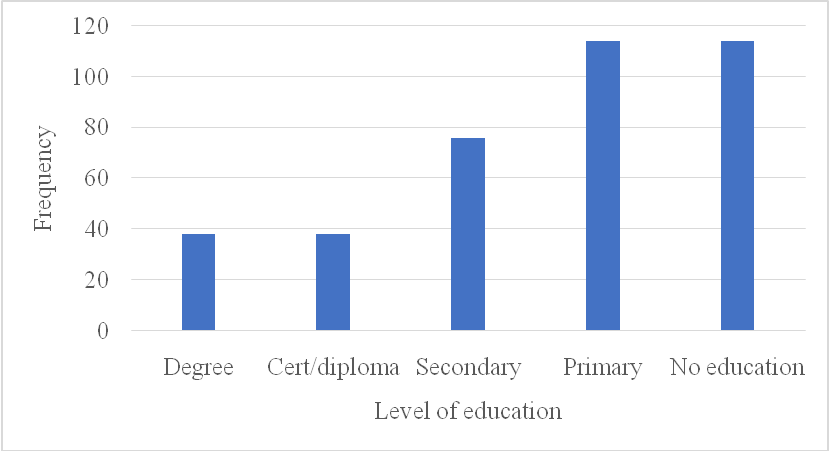 120
100
80
60
40
20
0
Frequency
Degree Cert/diploma Secondary Primary No education
Level of education